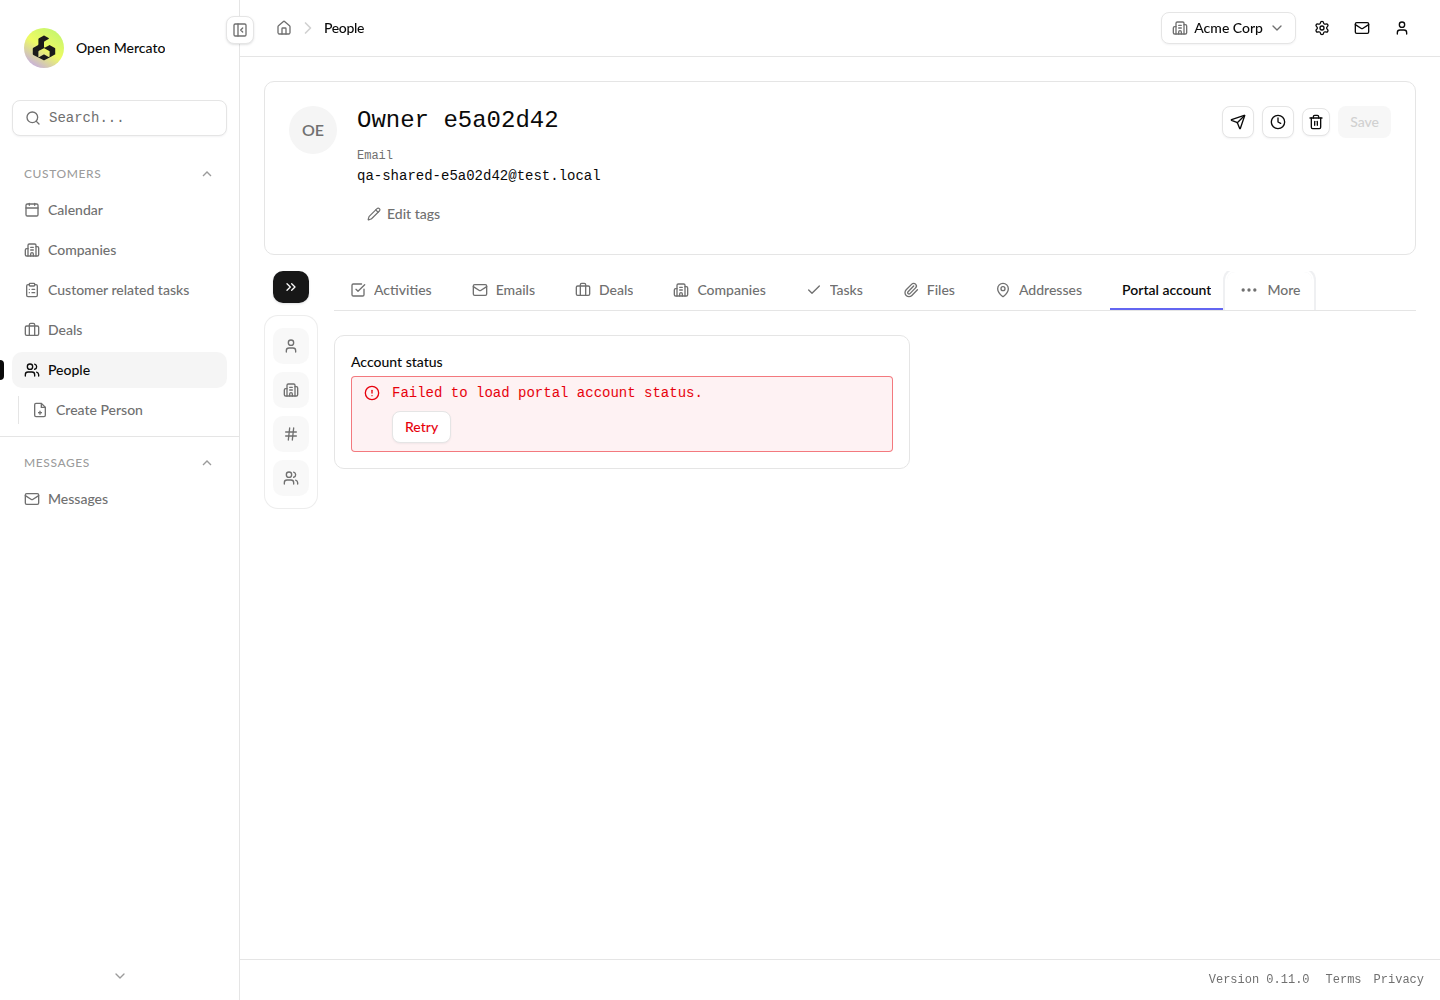 Open Mercato
Search...
CUSTOMERS
Calendar
Companies
Customer related tasks
Deals
People
Create Person
MESSAGES
Messages
People
Acme Corp
OE
Owner e5a02d42
Email
qa-shared-e5a02d42@test.local
Edit tags
Save
Activities
Emails
Deals
Companies
Tasks
Files
Addresses
Portal account
More
Account status
Failed to load portal account status.
Retry
Version 0.11.0 Terms Privacy